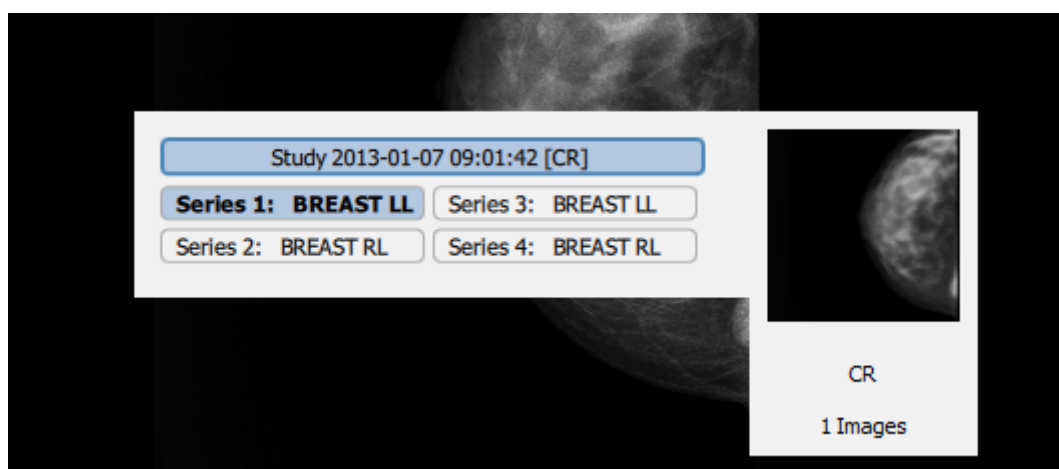 Study 2013-01-07 09:01:42 [CR]
Series 1: BREAST LL
Series 3: BREAST LL
Series 2: BREAST RL
Series 4: BREAST RL
CR
1 Images